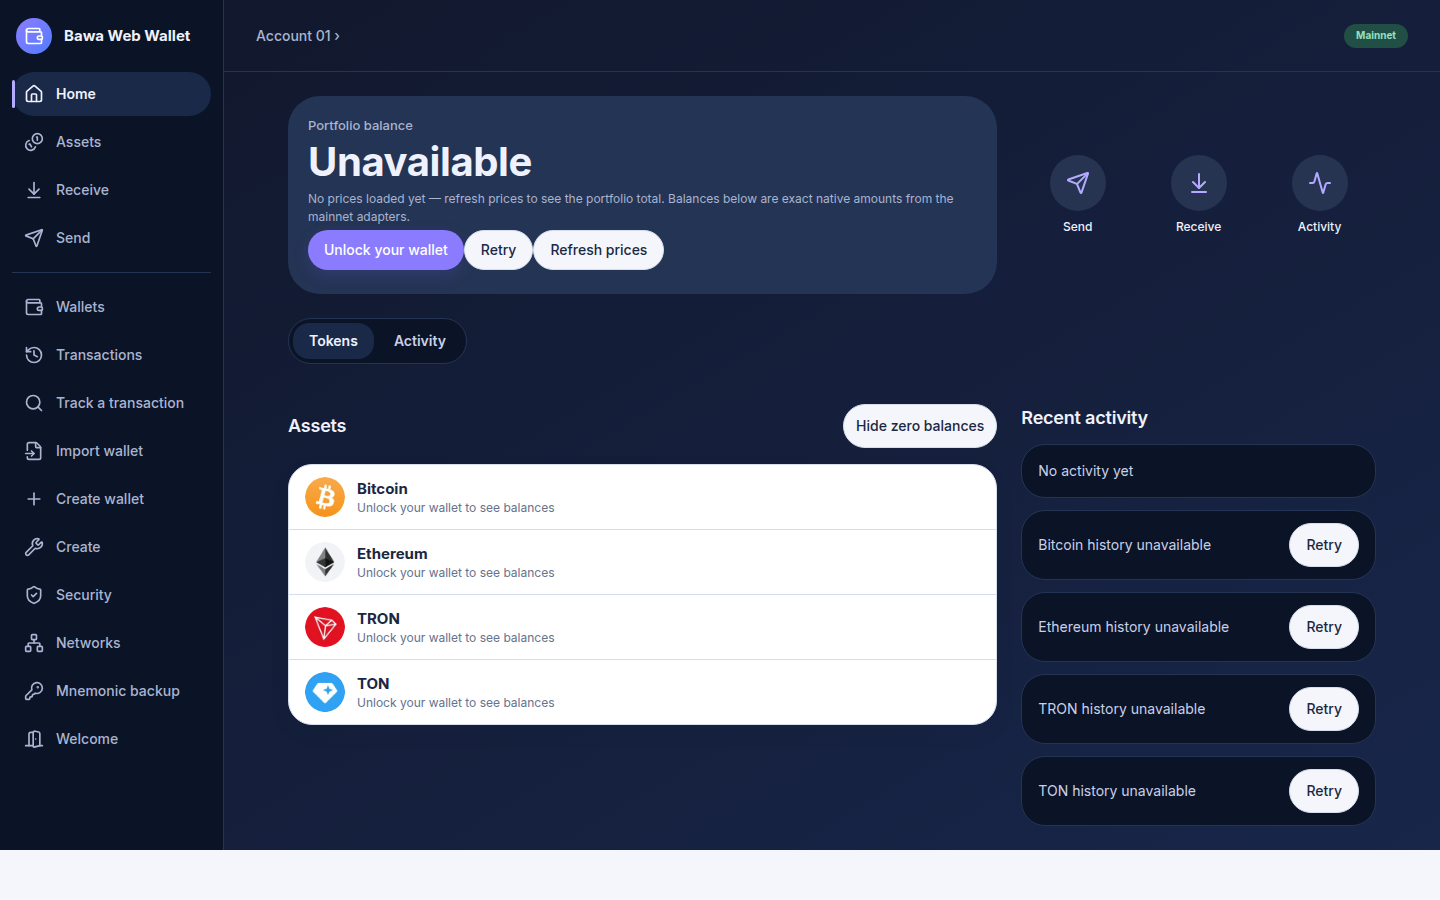 Bawa Web Wallet
Home
Assets
Receive
Send
Wallets
Transactions
Track a transaction
Import wallet
Create wallet
Create
Security
Networks
Mnemonic backup
Welcome
Account 01 ›
Mainnet
Portfolio balance
Unavailable
No prices loaded yet — refresh prices to see the portfolio total. Balances below are exact native amounts from the
mainnet adapters.
Unlock your wallet
Retry
Refresh prices
Send
Receive
Activity
Tokens
Activity
Assets
Hide zero balances
Bitcoin
Unlock your wallet to see balances
Ethereum
Unlock your wallet to see balances
TRON
Unlock your wallet to see balances
TON
Unlock your wallet to see balances
Recent activity
No activity yet
Bitcoin history unavailable
Retry
Ethereum history unavailable
Retry
TRON history unavailable
Retry
TON history unavailable
Retry